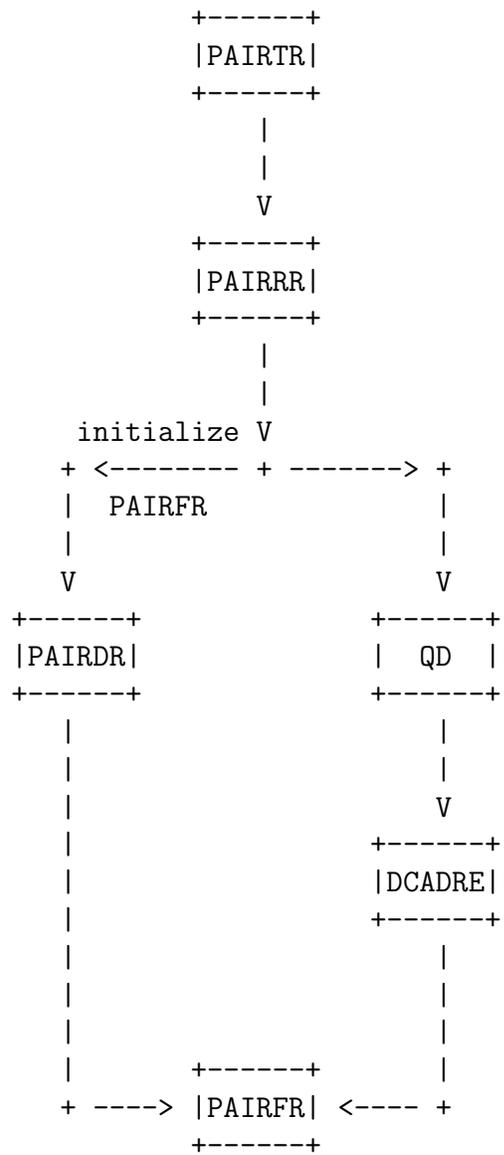 +------+
|PAIRTR|
+------+
|
|
V
+------+
|PAIRRR|
+------+
|
|
initialize V
+ <-------- + -------> +
| PAIRFR |
| |
V V
+------+ +------+
|PAIRDR| | QD |
+------+ +------+
| |
| |
| V
| +------+
| |DCADRE|
| +------+
| |
| |
| |
| +------+ |
+ ----> |PAIRFR| <---- +
+------+